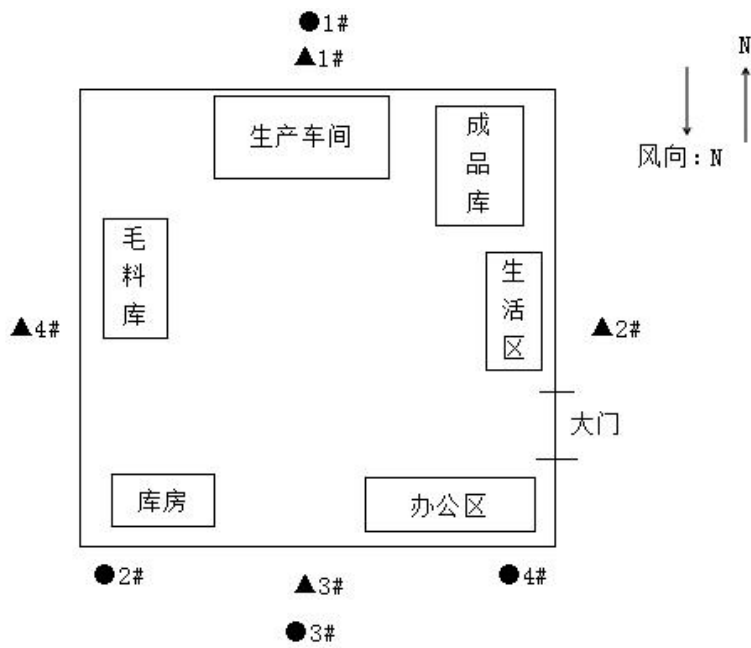 ●1#
▲1#
N
生产车间
成品库
风向:N
毛料库
生活区
▲4#
▲2#
大门
库房
办公区
●2#
▲3#
●4#
●3#